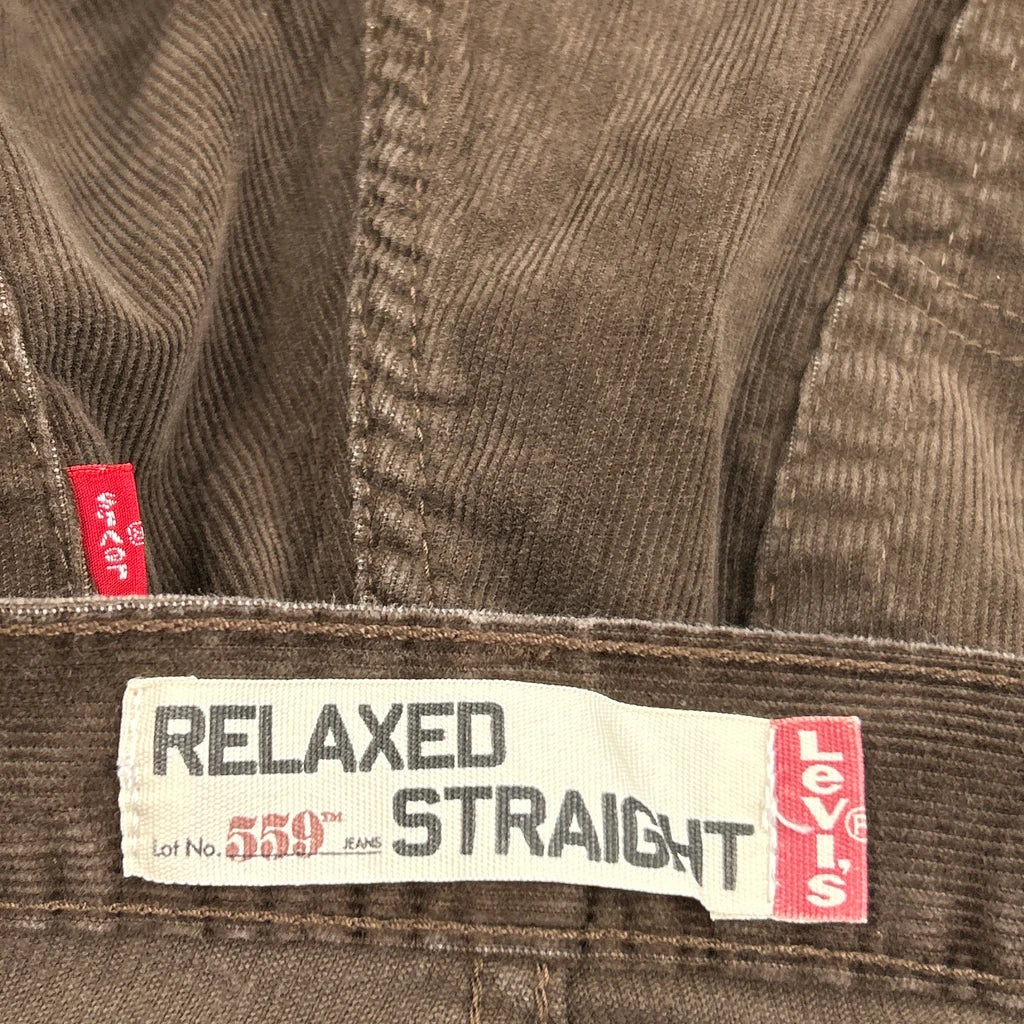 LEVI'S ®
RELAXED
Lot No. 559™ JEANS STRAIGHT
LeVI'S ®